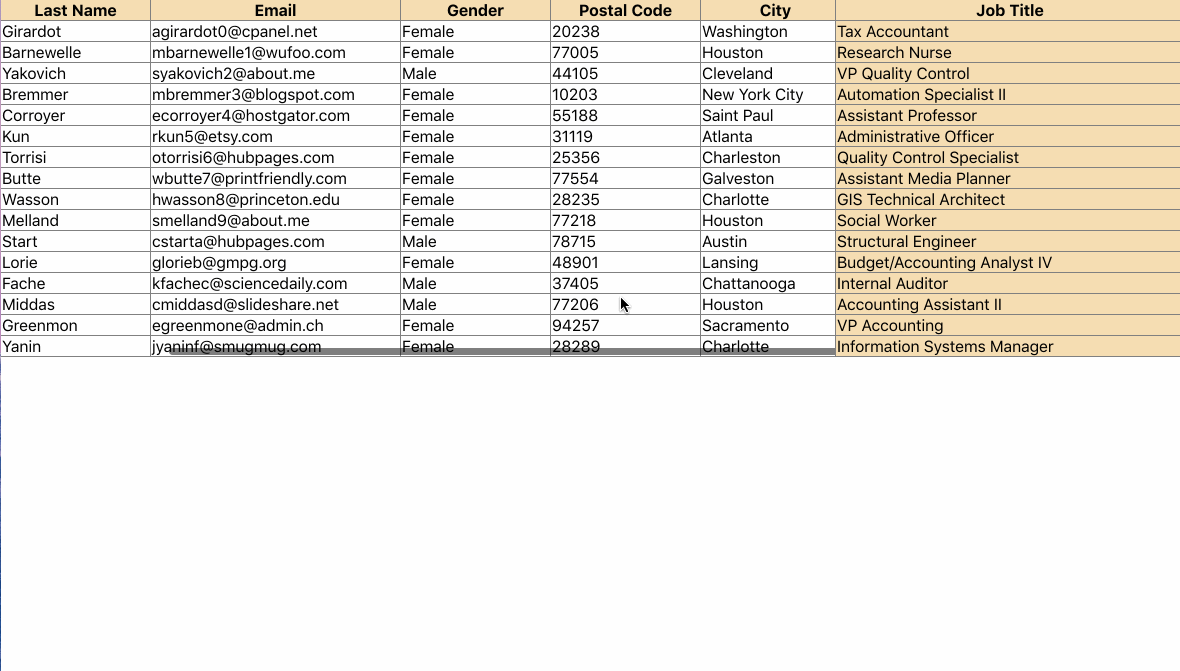 Last Name Email Gender Postal Code City Job Title
Girardot agirardot0@cpanel.net Female 20238 Washington Tax Accountant
Barnewelle mbarnewelle1@wufoo.com Female 77005 Houston Research Nurse
Yakovich syakovich2@about.me Male 44105 Cleveland VP Quality Control
Bremmer mbremmer3@blogspot.com Female 10203 New York City Automation Specialist II
Corroyer ecorroyer4@hostgator.com Female 55188 Saint Paul Assistant Professor
Kun rkun5@etsy.com Female 31119 Atlanta Administrative Officer
Torrisi otorrisi6@hubpages.com Female 25356 Charleston Quality Control Specialist
Butte wbutte7@printfriendly.com Female 77554 Galveston Assistant Media Planner
Wasson hwasson8@princeton.edu Female 28235 Charlotte GIS Technical Architect
Melland smelland9@about.me Female 77218 Houston Social Worker
Start cstarta@hubpages.com Male 78715 Austin Structural Engineer
Lorie glorieb@gmpg.org Female 48901 Lansing Budget/Accounting Analyst IV
Fache kfachec@sciencedaily.com Male 37405 Chattanooga Internal Auditor
Middas cmiddasd@slideshare.net Male 77206 Houston Accounting Assistant II
Greenmon egreenmone@admin.ch Female 94257 Sacramento VP Accounting
Yanin jyaninf@smugmug.com Female 28289 Charlotte Information Systems Manager